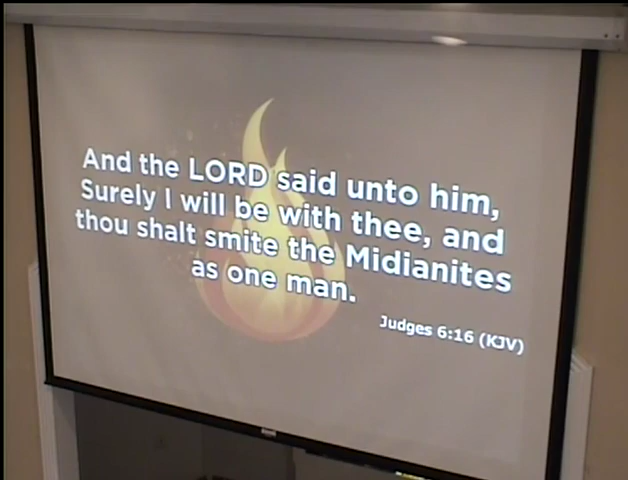 And the LORD said unto him,
Surely I will be with thee, and
thou shalt smite the Midianites
as one man.
Judges 6:16 (KJV)